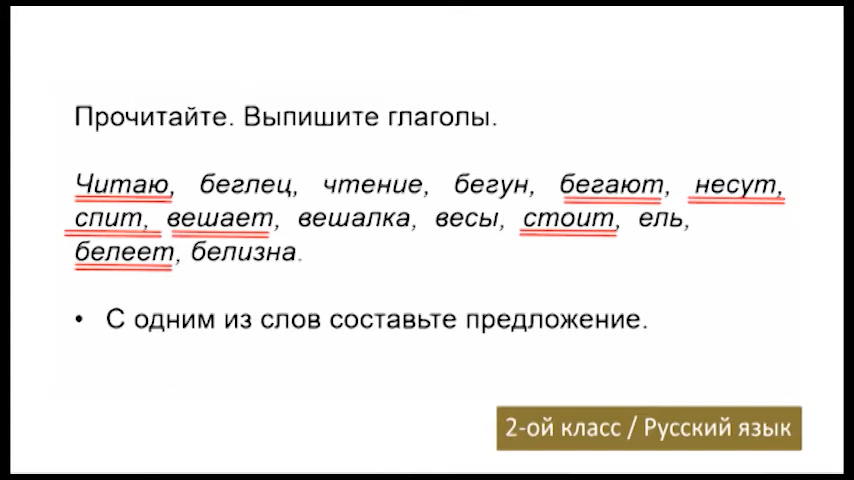 Прочитайте. Выпишите глаголы.
Читаю, беглец, чтение, бегун, бегают, несут,
спит, вешает, вешалка, весы, стоит, ель,
белеет, белизна.
• С одним из слов составьте предложение.
2-ой класс / Русский язык